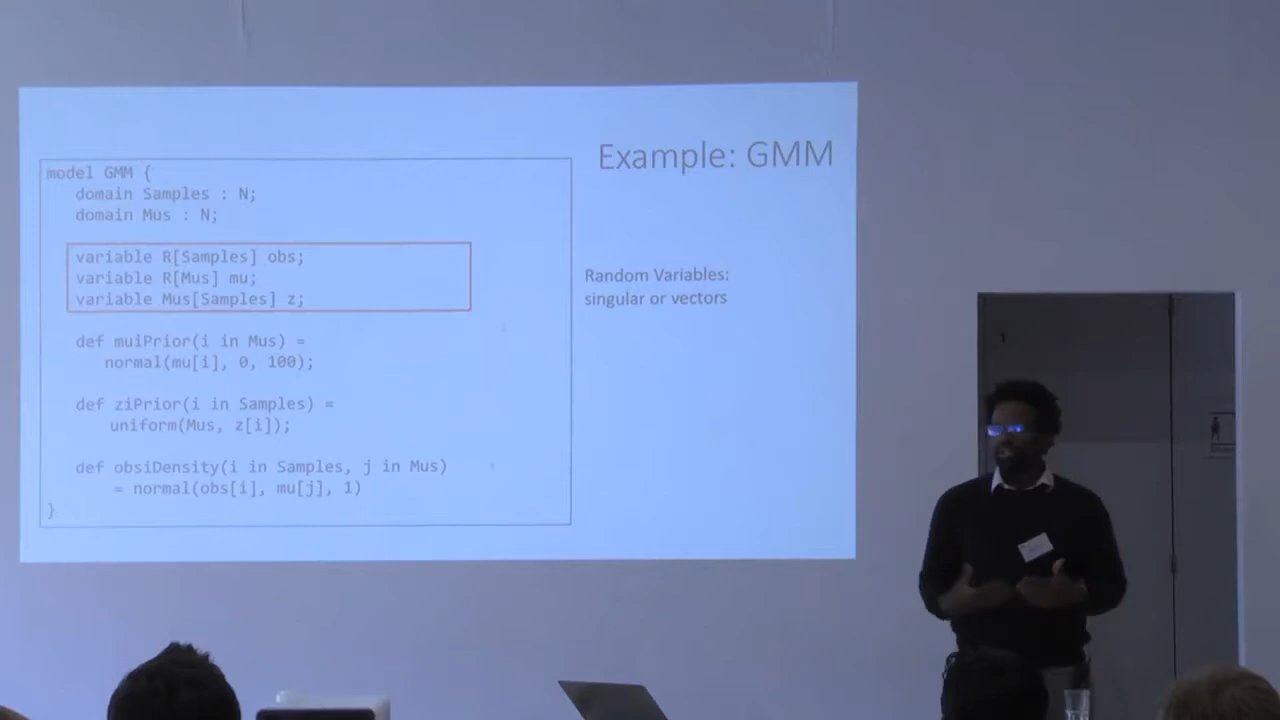 Example: GMM
model GMM {
domain Samples : N;
domain Mus : N;
variable R[Samples] obs;
variable R[Mus] mu;
variable Mus[Samples] z;
def muiPrior(i in Mus) =
normal(mu[i], 0, 100);
def ziPrior(i in Samples) =
uniform(Mus, z[i]);
def obsiDensity(i in Samples, j in Mus)
= normal(obs[i], mu[j], 1)
}
Random Variables:
singular or vectors
1